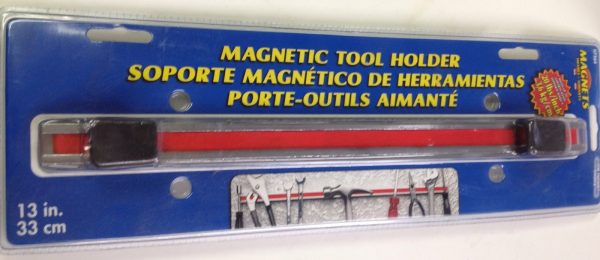 MAGNETIC TOOL HOLDER
SOPORTE MAGNÉTICO DE HERRAMIENTAS
PORTE-OUTILS AIMANTÉ
MAGNETS
13 in.
33 cm